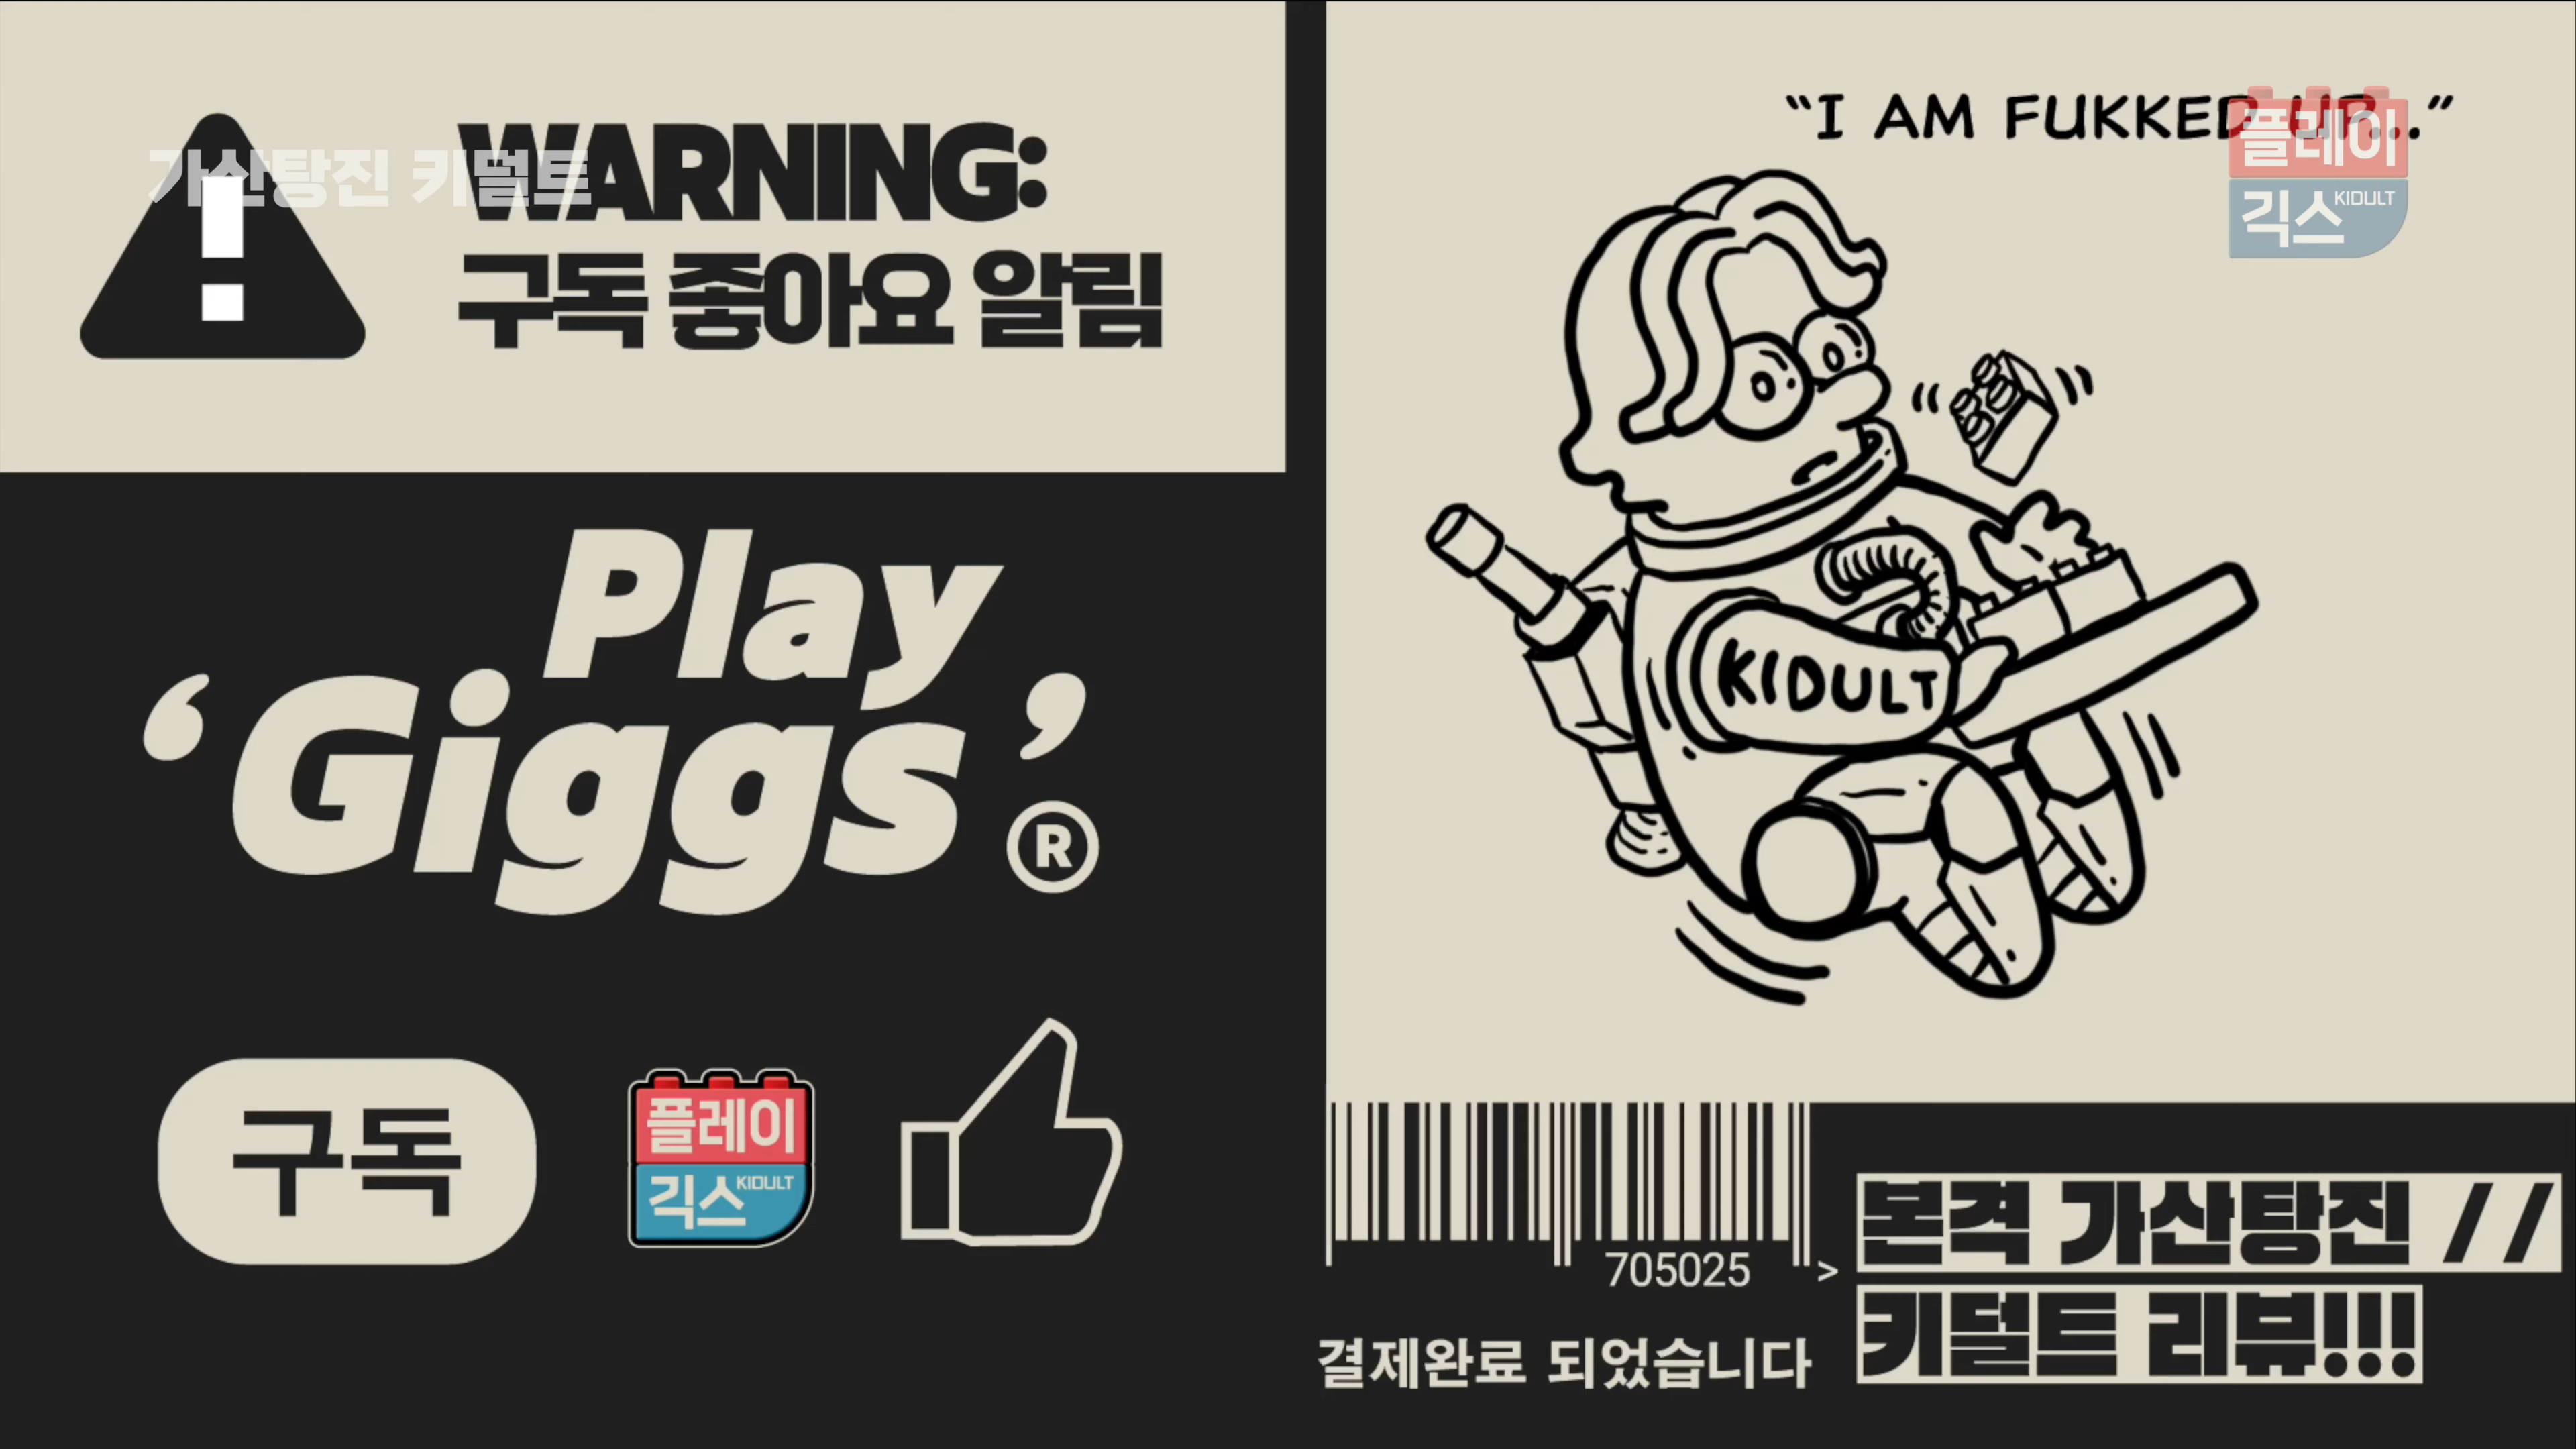 가산탕진 키덜트
WARNING:
구독 좋아요 알림
Play
‘Giggs’
®
구독
플레이
긱스 KIDULT
“I AM FUKKED UP...”
플레이
긱스 KIDULT
KIDULT
705025 >
결제완료 되었습니다
본격 가산탕진 //
키덜트 리뷰!!!